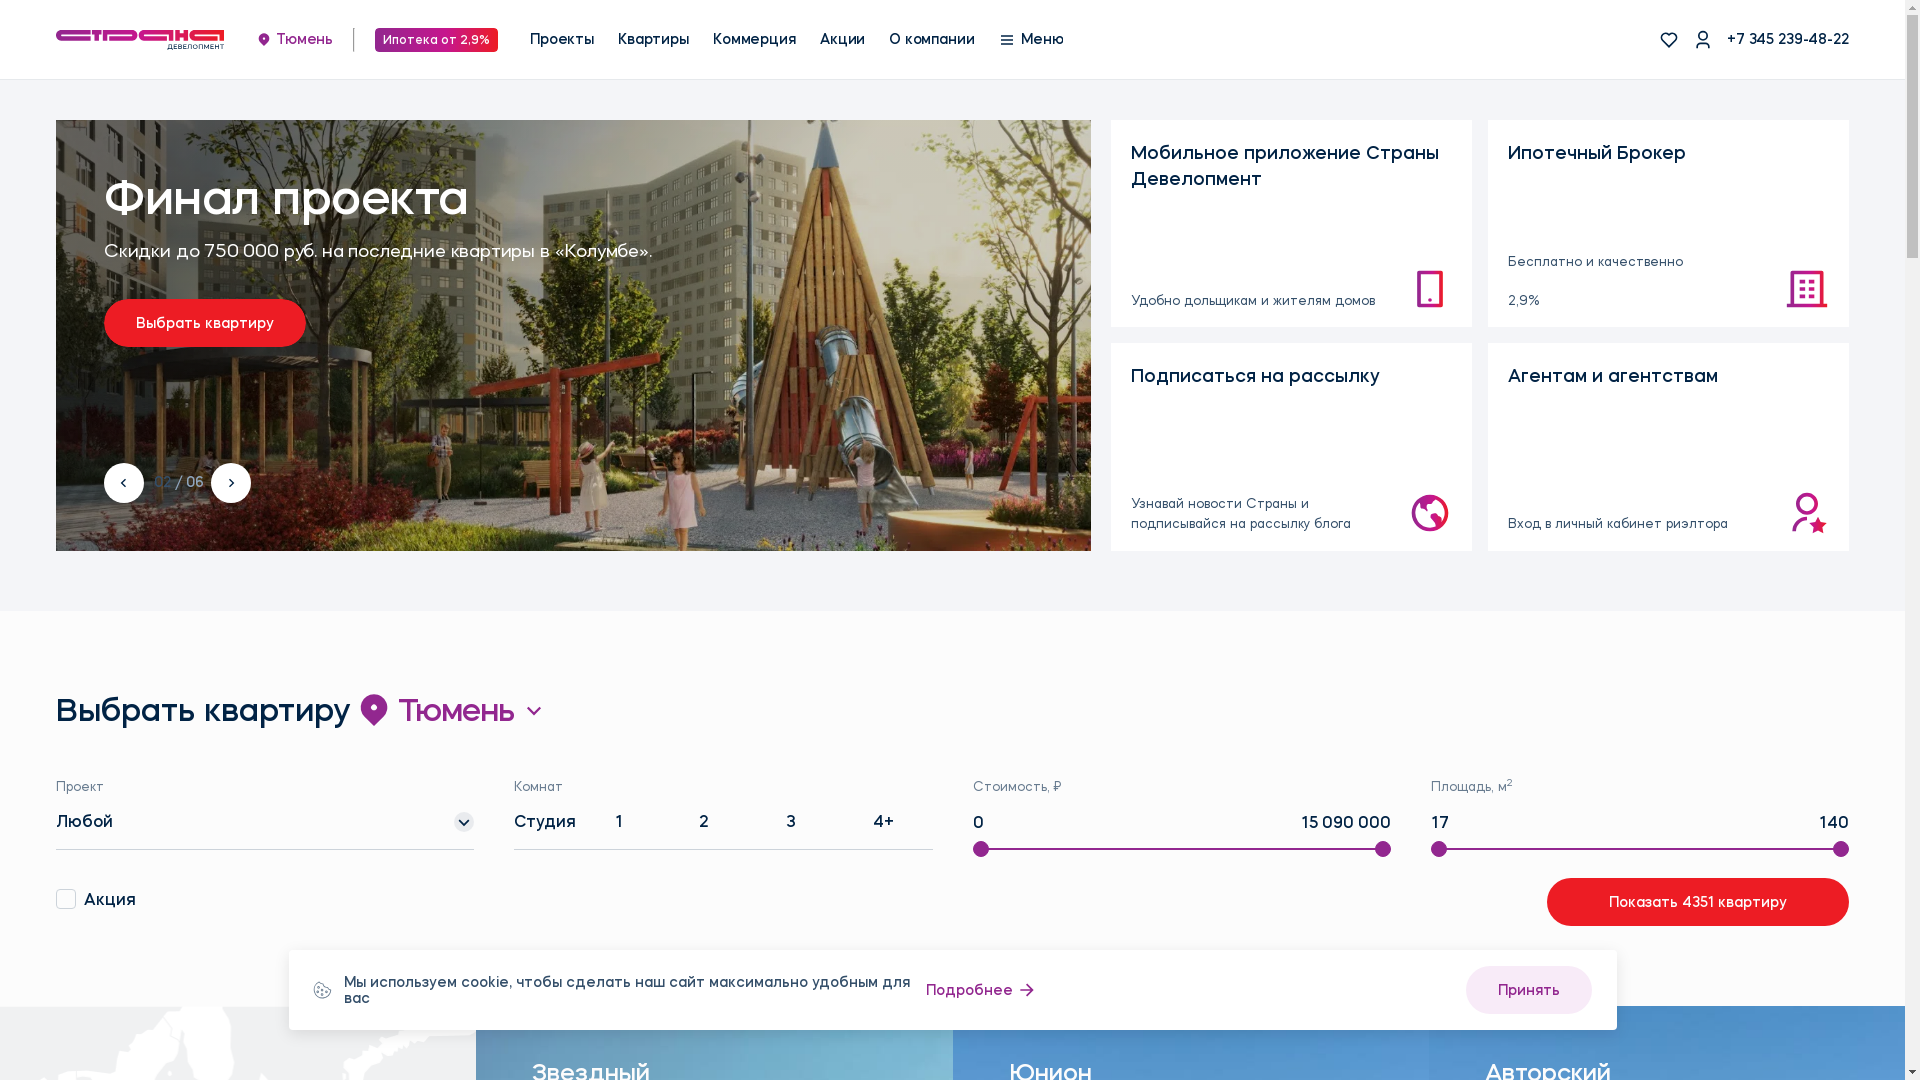 страна
ДЕВЕЛОПМЕНТ
Тюмень
Ипотека от 2,9%
Проекты
Квартиры
Коммерция
Акции
О компании
Меню
+7 345 239-48-22
Финал проекта
Скидки до 750 000 руб. на последние квартиры в «Колумбе».
Выбрать квартиру
02 / 06
Мобильное приложение Страны
Девелопмент
Удобно дольщикам и жителям домов
Ипотечный Брокер
Бесплатно и качественно
2,9%
Подписаться на рассылку
Узнавай новости Страны и
подписывайся на рассылку блога
Агентам и агентствам
Вход в личный кабинет риэлтора
Выбрать квартиру Тюмень
Проект
Любой
Комнат
Студия 1 2 3 4+
Стоимость, ₽
0 15 090 000
Площадь, м²
17 140
Акция
Показать 4351 квартиру
Мы используем cookie, чтобы сделать наш сайт максимально удобным для
вас
Подробнее
Принять
Звездный
Юнион
Авторский